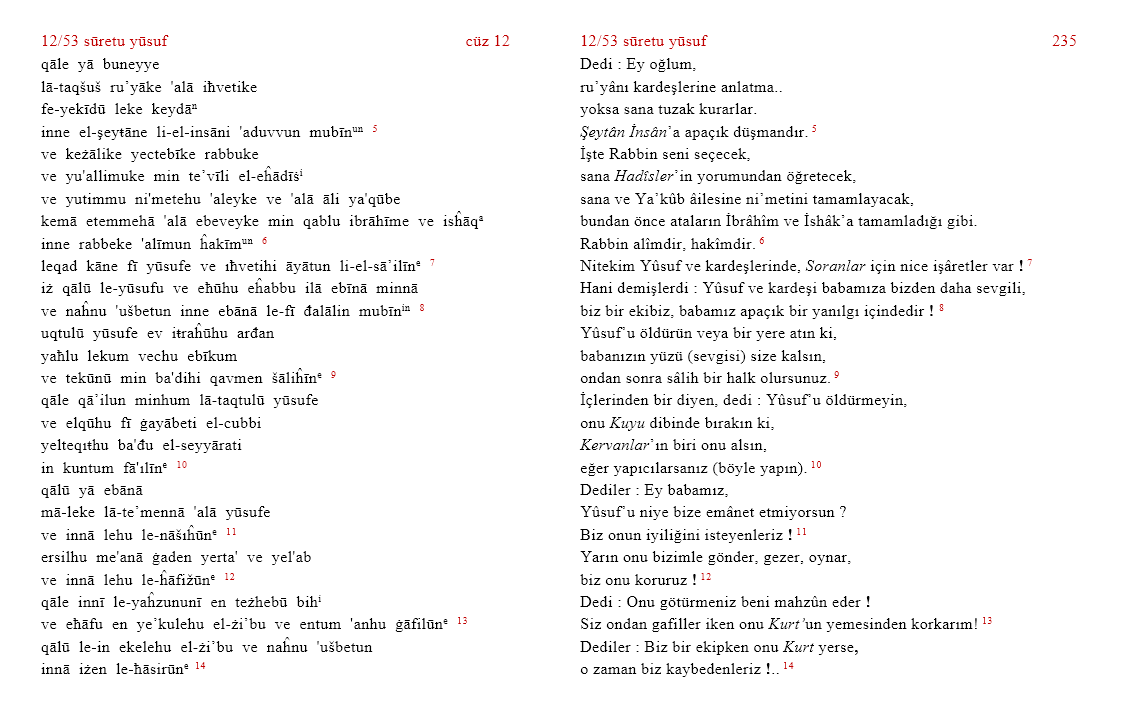 12/53 sūretu yūsuf
cüz 12
qāle yā buneyye
lā-taqšuš ru’yāke 'alā iħvetike
fe-yekīdū leke keydāⁿ
inne el-şeyŧāne li-el-insāni 'aduvvun mubīnᵘⁿ 5
ve keżālike yectebīke rabbuke
ve yu'allimuke min te’vīli el-eĥādīŝⁱ
ve yutimmu ni'metehu 'aleyke ve 'alā āli ya'qūbe
kemā etemmehā 'alā ebeveyke min qablu ibrāhīme ve isĥāqᵃ
inne rabbeke 'alīmun ĥakīmᵘⁿ 6
leqad kāne fī yūsufe ve ıħvetihi āyātun li-el-sā’ilīnᵉ 7
iż qālū le-yūsufu ve eħūhu eĥabbu ilā ebīnā minnā
ve naĥnu 'ušbetun inne ebānā le-fī đalālin mubīnⁱⁿ 8
uqtulū yūsufe ev iŧraĥūhu arđan
yaħlu lekum vechu ebīkum
ve tekūnū min ba'dihi qavmen šāliĥīnᵉ 9
qāle qā’ilun minhum lā-taqtulū yūsufe
ve elqūhu fī ġayābeti el-cubbi
yelteqıŧhu ba'đu el-seyyārati
in kuntum fā'ılīnᵉ 10
qālū yā ebānā
mā-leke lā-te’mennā 'alā yūsufe
ve innā lehu le-nāšıĥūnᵉ 11
ersilhu me'anā ġaden yerta' ve yel'ab
ve innā lehu le-ĥāfižūnᵉ 12
qāle innī le-yaĥzununī en teżhebū bihⁱ
ve eħāfu en ye’kulehu el-żi’bu ve entum 'anhu ġāfilūnᵉ 13
qālū le-in ekelehu el-żi’bu ve naĥnu 'ušbetun
innā iżen le-ħāsirūnᵉ 14
12/53 sūretu yūsuf
235
Dedi : Ey oğlum,
ru’yânı kardeşlerine anlatma..
yoksa sana tuzak kurarlar.
Şeytân İnsân’a apaçık düşmandır. 5
İşte Rabbin seni seçecek,
sana Hadîsler’in yorumundan öğretecek,
sana ve Ya’kûb âilesine ni’metini tamamlayacak,
bundan önce ataların İbrâhîm ve İshâk’a tamamladığı gibi.
Rabbin alîmdir, hakîmdir. 6
Nitekim Yûsuf ve kardeşlerinde, Soranlar için nice işâretler var ! 7
Hani demişlerdi : Yûsuf ve kardeşi babamıza bizden daha sevgili,
biz bir ekibiz, babamız apaçık bir yanılgı içindedir ! 8
Yûsuf’u öldürün veya bir yere atın ki,
babanızın yüzü (sevgisi) size kalsın,
ondan sonra sâlih bir halk olursunuz. 9
İçlerinden bir diyen, dedi : Yûsuf’u öldürmeyin,
onu Kuyu dibinde bırakın ki,
Kervanlar’ın biri onu alsın,
eğer yapıcılarsanız (böyle yapın). 10
Dediler : Ey babamız,
Yûsuf’u niye bize emânet etmiyorsun ?
Biz onun iyiliğini isteyenleriz ! 11
Yarın onu bizimle gönder, gezer, oynar,
biz onu koruruz ! 12
Dedi : Onu götürmeniz beni mahzûn eder !
Siz ondan gafiller iken onu Kurt’un yemesinden korkarım! 13
Dediler : Biz bir ekipken onu Kurt yerse,
o zaman biz kaybedenleriz !.. 14